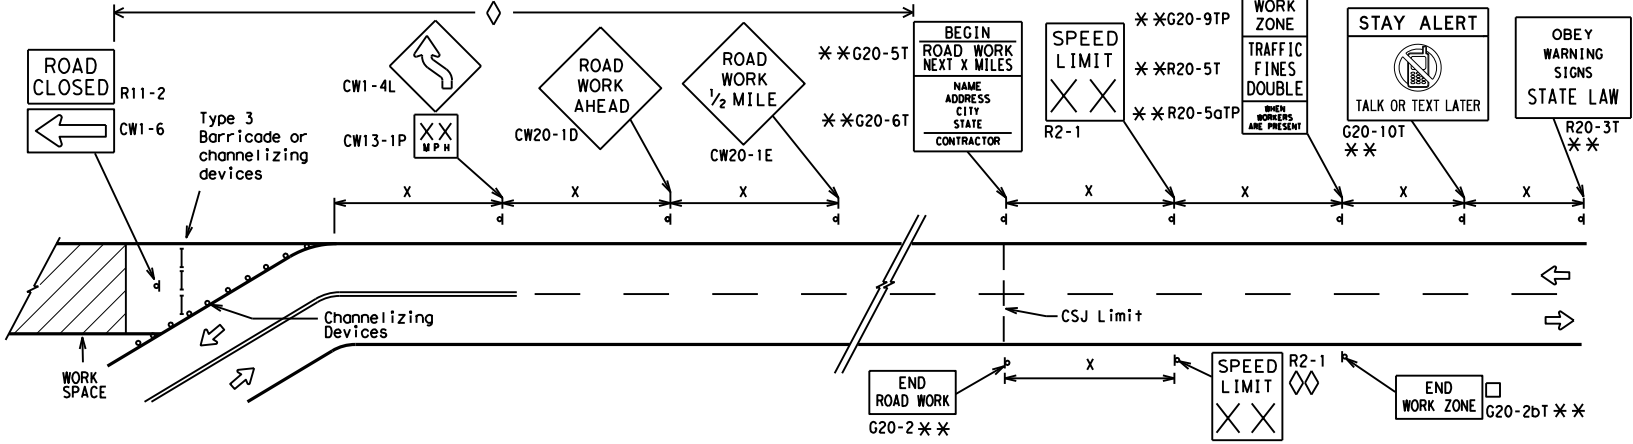 ROAD
CLOSED
R11-2
CW1-6
Type 3
Barricade or
channelizing
devices
CW1-4L
XX
MPH
CW13-1P
ROAD
WORK
AHEAD
CW20-1D
ROAD
WORK
1/2 MILE
CW20-1E
**G20-5T
**G20-6T
BEGIN
ROAD WORK
NEXT X MILES
NAME
ADDRESS
CITY
STATE
CONTRACTOR
SPEED
LIMIT
XX
R2-1
**G20-9TP
**R20-5T
**R20-5aTP
WORK
ZONE
TRAFFIC
FINES
DOUBLE
WHEN
WORKERS
ARE PRESENT
STAY ALERT
TALK OR TEXT LATER
G20-10T
**
OBEY
WARNING
SIGNS
STATE LAW
R20-3T
**
X
X
X
X
X
X
X
Channelizing
Devices
WORK
SPACE
CSJ Limit
X
END
ROAD WORK
G20-2 **
SPEED
LIMIT
XX
R2-1
END
WORK ZONE
G20-2bT **